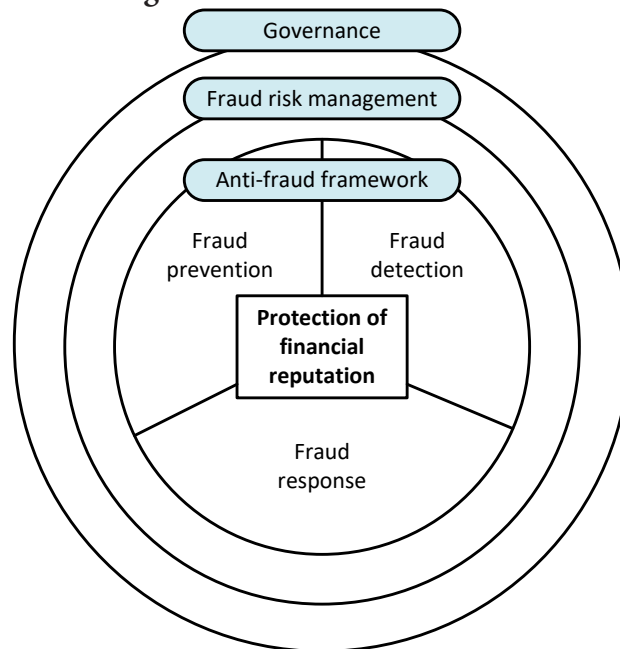 Governance
Fraud risk management
Anti-fraud framework
Fraud
prevention
Fraud
detection
Protection of
financial
reputation
Fraud
response